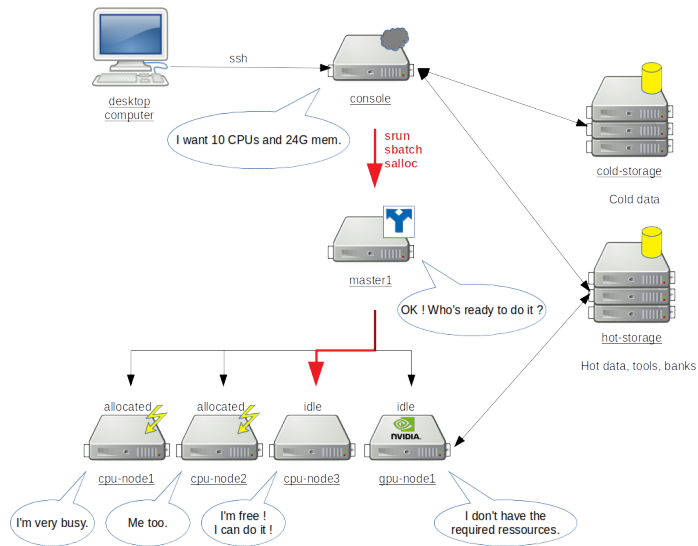 ssh
desktop
computer
console
I want 10 CPUs and 24G mem.
srun
sbatch
salloc
cold-storage
Cold data
master1
OK ! Who's ready to do it ?
hot-storage
Hot data, tools, banks
allocated
allocated
idle
idle
NVIDIA.
cpu-node1
cpu-node2
cpu-node3
gpu-node1
I'm very busy.
Me too.
I'm free !
I can do it !
I don't have the
required ressources.